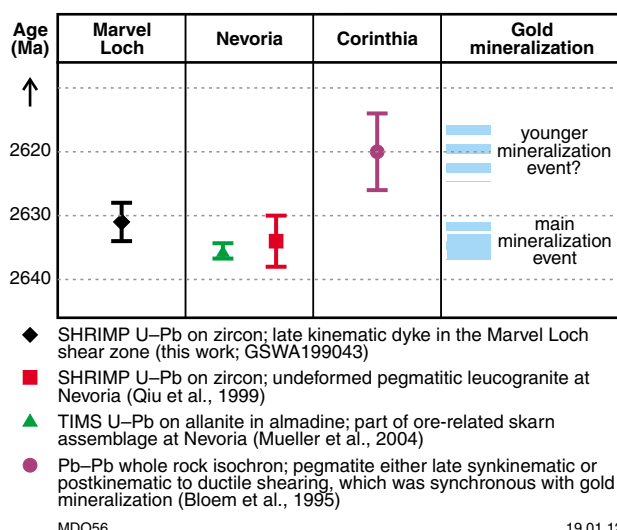 Age
(Ma)
Marvel
Loch
Nevoria
Corinthia
Gold
mineralization
2620
2630
2640
younger
mineralization
event?
main
mineralization
event
SHRIMP U–Pb on zircon; late kinematic dyke in the Marvel Loch
shear zone (this work; GSWA199043)
SHRIMP U–Pb on zircon; undeformed pegmatitic leucogranite at
Nevoria (Qiu et al., 1999)
TIMS U–Pb on allanite in almadine; part of ore-related skarn
assemblage at Nevoria (Mueller et al., 2004)
Pb–Pb whole rock isochron; pegmatite either late synkinematic or
postkinematic to ductile shearing, which was synchronous with gold
mineralization (Bloem et al., 1995)